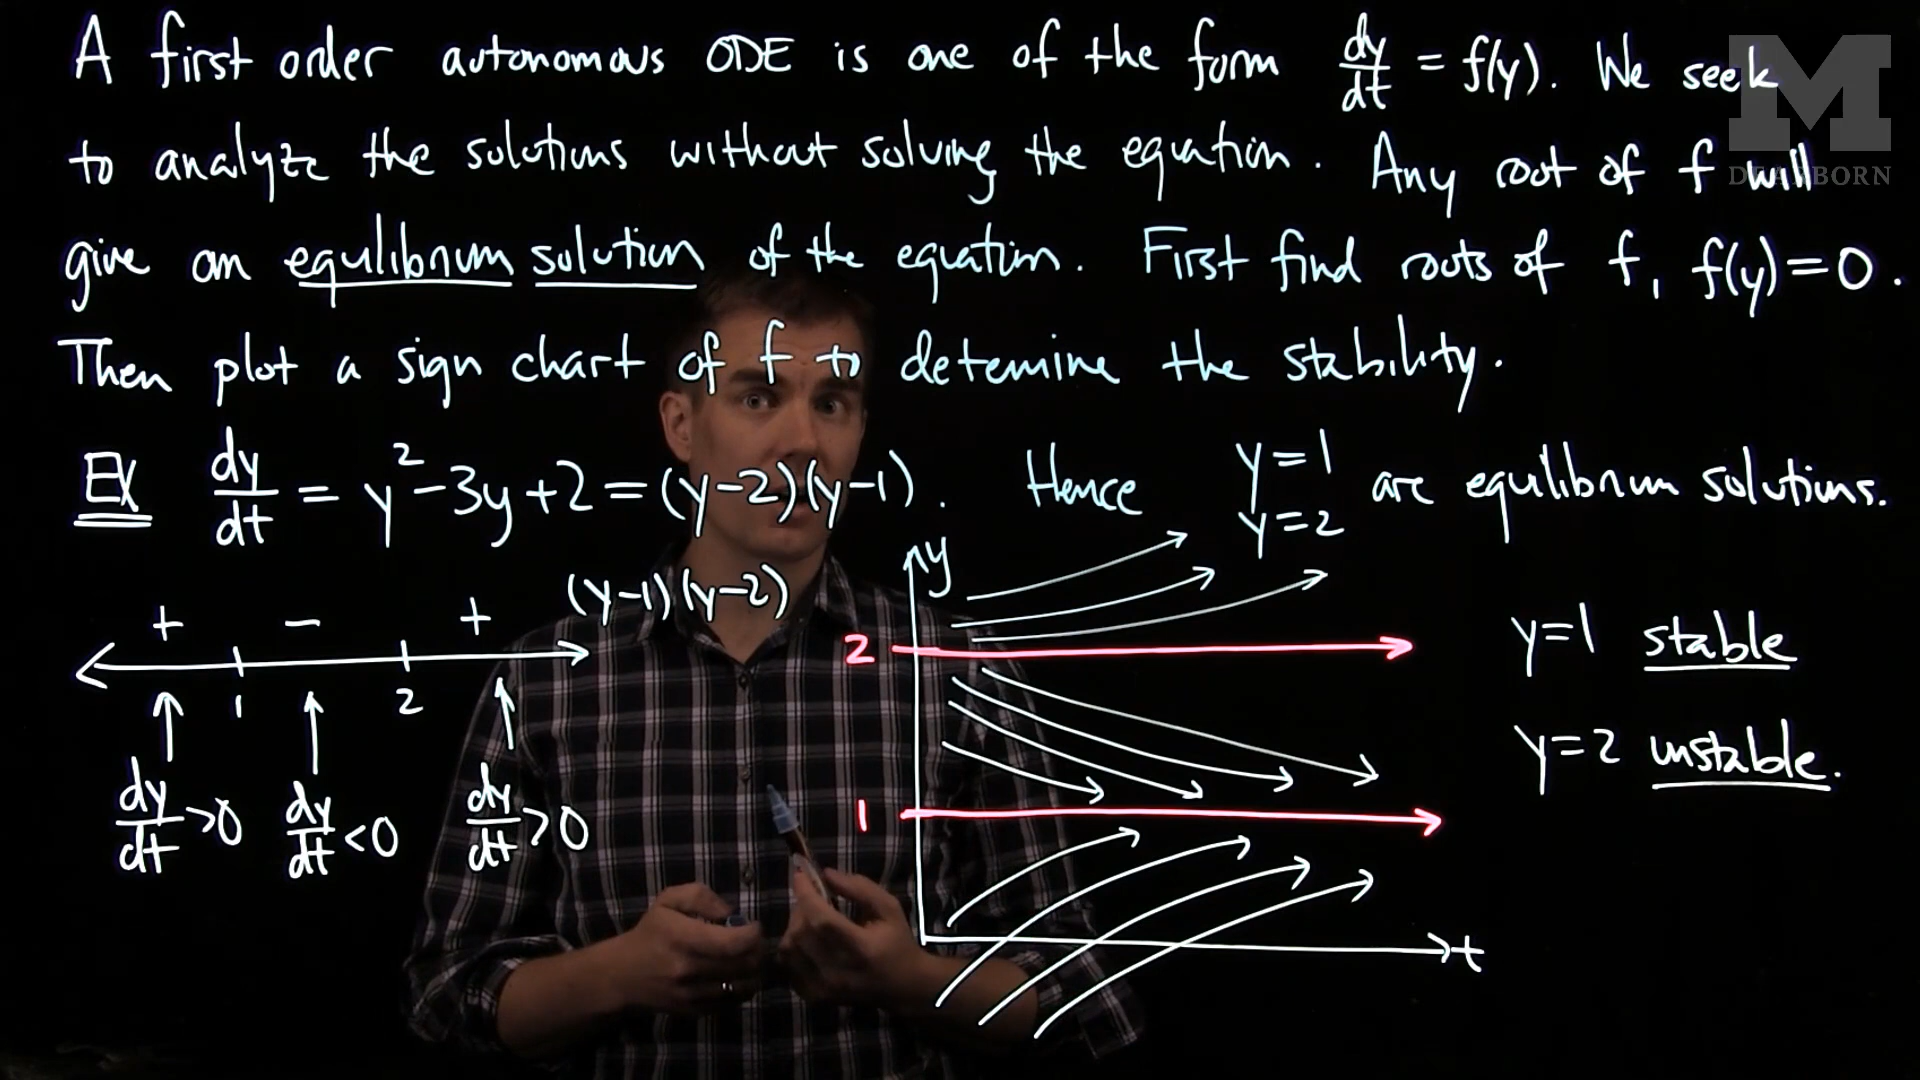 A first order autonomous ODE is one of the form dy/dt = f(y). We seek
to analyze the solutions without solving the equation. Any root of f will
give an equlibrium solution of the equation. First find roots of f, f(y)=0.
Then plot a sign chart of f to detemine the stability.
EX dy/dt = y²-3y+2 = (y-2)(y-1). Hence y=1 y=2 are equilibrium solutions.
+ - + (y-1)(y-2)
1 2
dy/dt >0 dy/dt <0 dy/dt >0
y
2
1
t
y=1 stable
y=2 unstable.
M
DEARBORN